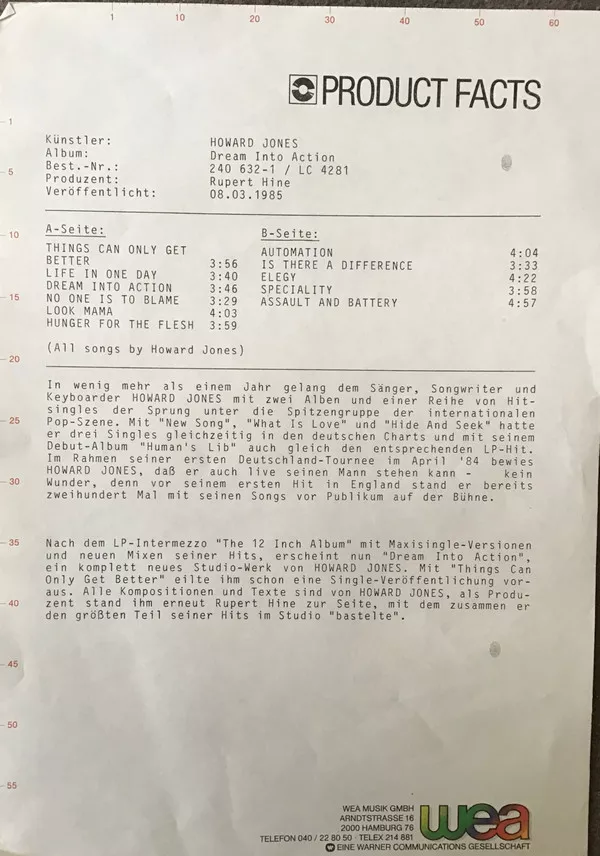 1 10 20 30 40 50 60
PRODUCT FACTS
1
Künstler: HOWARD JONES
Album: Dream Into Action
5
Best.-Nr.: 240 632-1 / LC 4281
Produzent: Rupert Hine
Veröffentlicht: 08.03.1985
10
A-Seite:
THINGS CAN ONLY GET
BETTER 3:56
LIFE IN ONE DAY 3:40
DREAM INTO ACTION 3:46
15
NO ONE IS TO BLAME 3:29
LOOK MAMA 4:03
HUNGER FOR THE FLESH 3:59
B-Seite:
AUTOMATION 4:04
IS THERE A DIFFERENCE 3:33
ELEGY 4:22
SPECIALITY 3:58
ASSAULT AND BATTERY 4:57
(All songs by Howard Jones)
20
In wenig mehr als einem Jahr gelang dem Sänger, Songwriter und
Keyboarder HOWARD JONES mit zwei Alben und einer Reihe von Hit-
singles der Sprung unter die Spitzengruppe der internationalen
25
Pop-Szene. Mit "New Song", "What Is Love" und "Hide And Seek" hatte
er drei Singles gleichzeitig in den deutschen Charts und mit seinem
Debut-Album "Human's Lib" auch gleich den entsprechenden LP-Hit.
Im Rahmen seiner ersten Deutschland-Tournee im April '84 bewies
HOWARD JONES, daß er auch live seinen Mann stehen kann - kein
30
Wunder, denn vor seinem ersten Hit in England stand er bereits
zweihundert Mal mit seinen Songs vor Publikum auf der Bühne.
35
Nach dem LP-Intermezzo "The 12 Inch Album" mit Maxisingle-Versionen
und neuen Mixen seiner Hits, erscheint nun "Dream Into Action",
ein komplett neues Studio-Werk von HOWARD JONES. Mit "Things Can
Only Get Better" eilte ihm schon eine Single-Veröffentlichung vor-
aus. Alle Kompositionen und Texte sind von HOWARD JONES, als Produ-
40
zent stand ihm erneut Rupert Hine zur Seite, mit dem zusammen er
den größten Teil seiner Hits im Studio "bastelte".
45
50
55
WEA MUSIK GMBH
ARNDTSTRASSE 16
2000 HAMBURG 76
TELEFON 040 / 22 80 50 · TELEX 214 881
EINE WARNER COMMUNICATIONS GESELLSCHAFT
wea